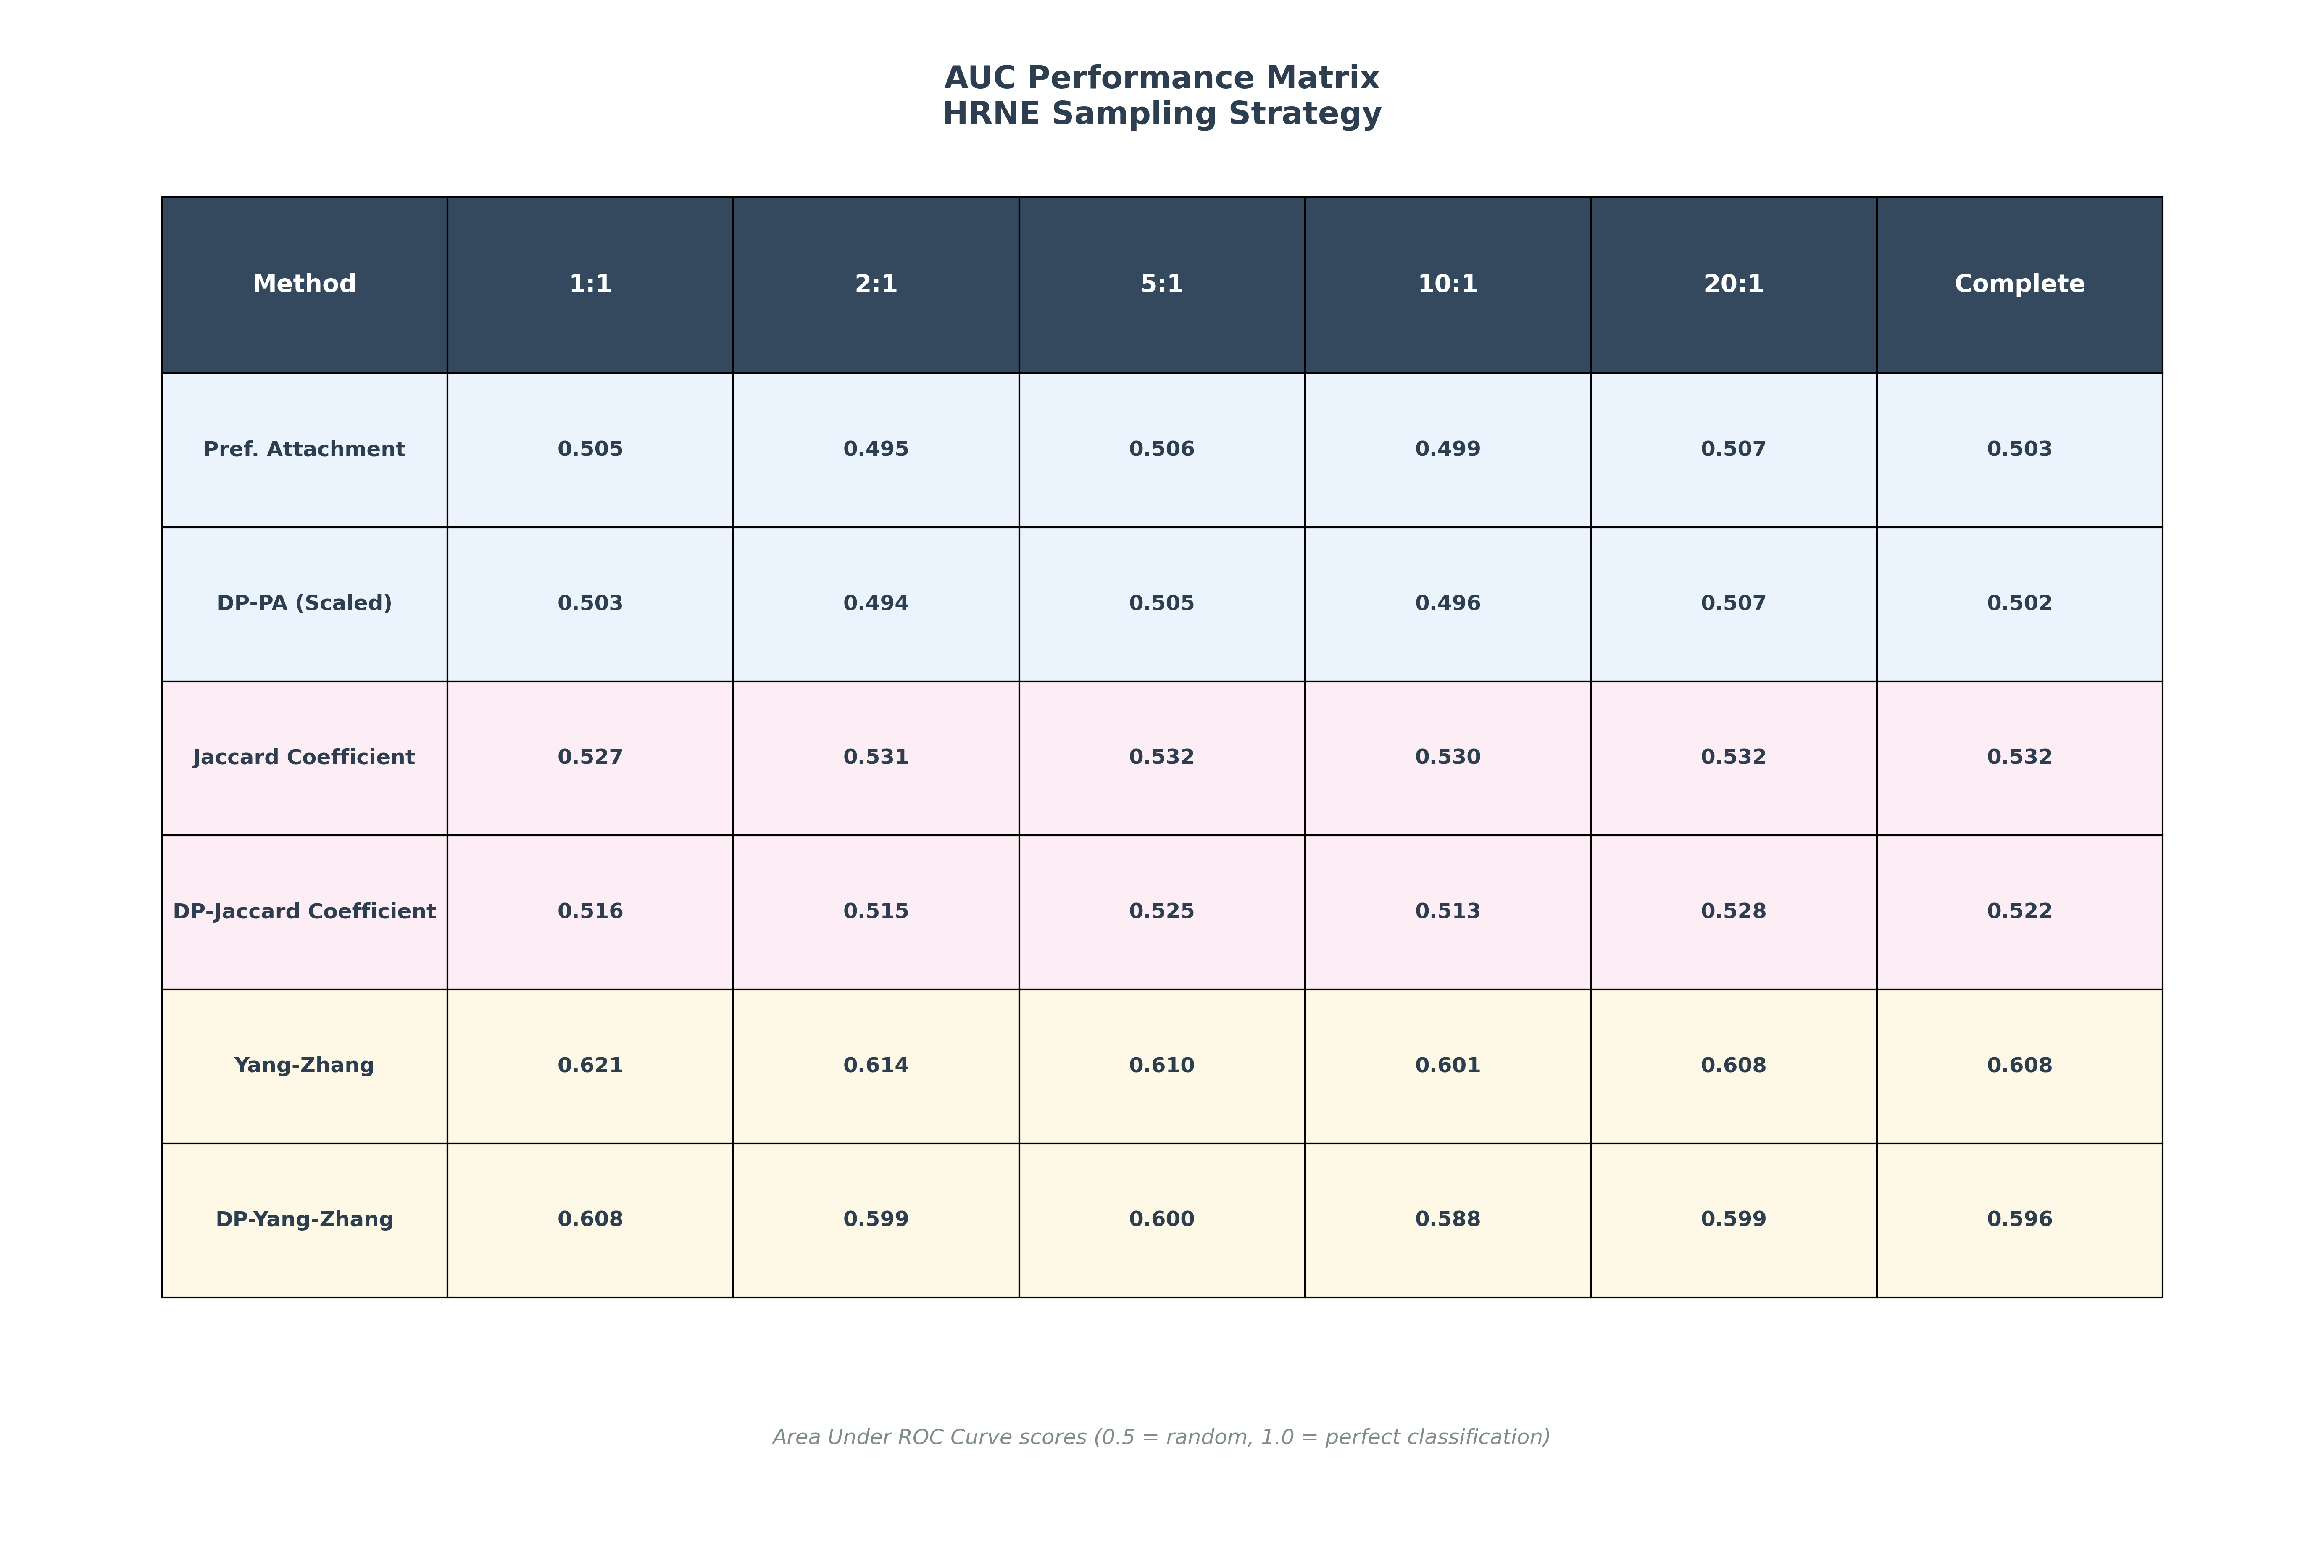 AUC Performance Matrix
HRNE Sampling Strategy
Method 1:1 2:1 5:1 10:1 20:1 Complete
Pref. Attachment 0.505 0.495 0.506 0.499 0.507 0.503
DP-PA (Scaled) 0.503 0.494 0.505 0.496 0.507 0.502
Jaccard Coefficient 0.527 0.531 0.532 0.530 0.532 0.532
DP-Jaccard Coefficient 0.516 0.515 0.525 0.513 0.528 0.522
Yang-Zhang 0.621 0.614 0.610 0.601 0.608 0.608
DP-Yang-Zhang 0.608 0.599 0.600 0.588 0.599 0.596
Area Under ROC Curve scores (0.5 = random, 1.0 = perfect classification)